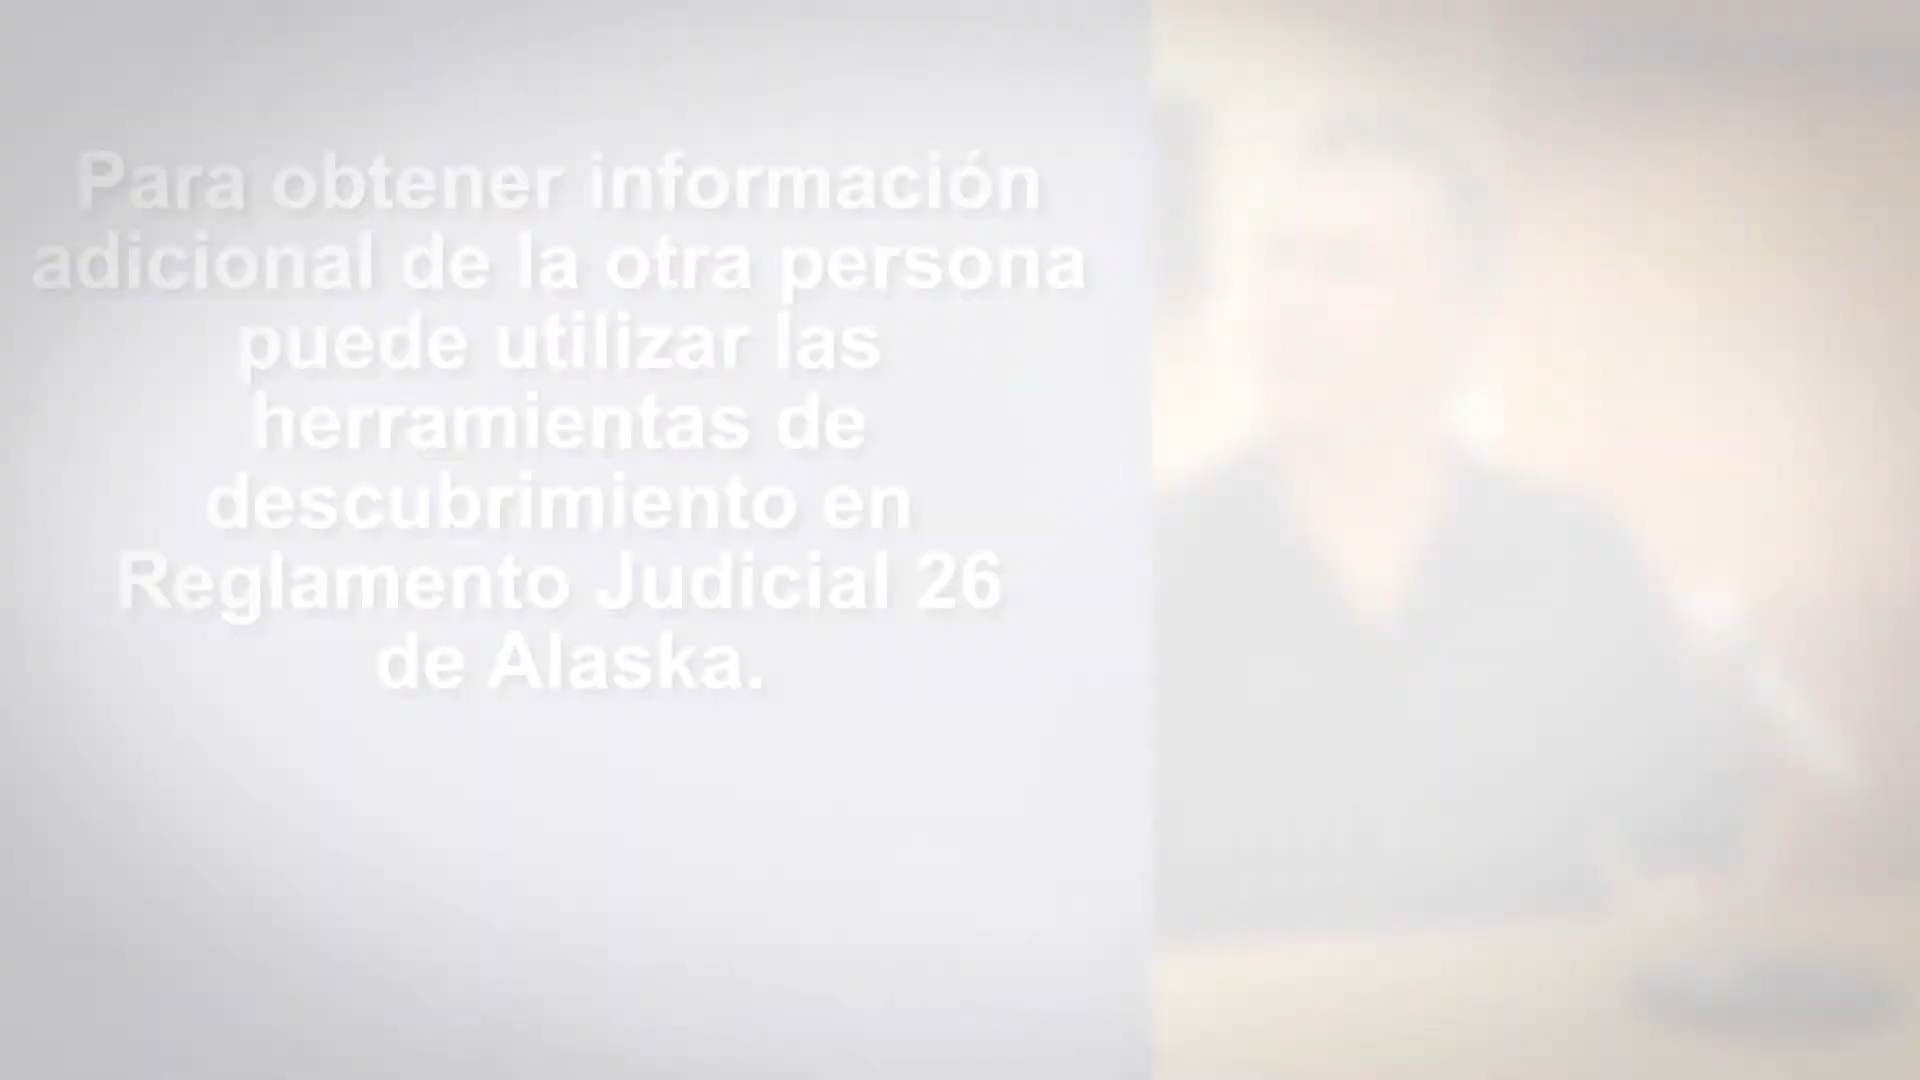 Para obtener información
adicional de la otra persona
puede utilizar las
herramientas de
descubrimiento en
Reglamento Judicial 26
de Alaska.